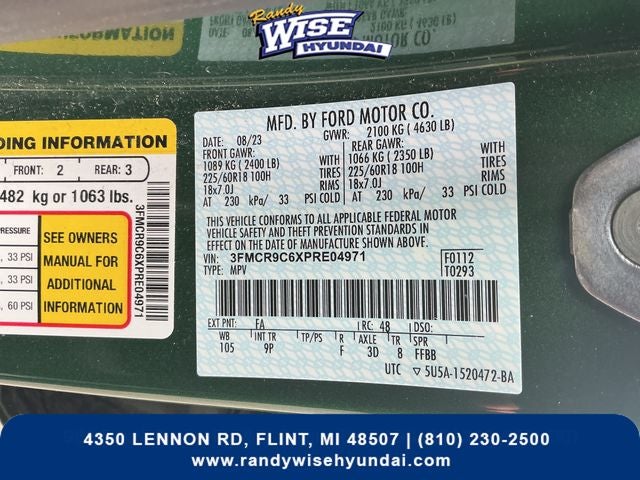 Randy
WISE
HYUNDAI
MFD. BY FORD MOTOR CO.
DATE: 08/23 GVWR: 2100 KG ( 4630 LB)
FRONT GAWR: REAR GAWR:
1089 KG ( 2400 LB) WITH 1066 KG ( 2350 LB) WITH
225/60R18 100H TIRES 225/60R18 100H TIRES
18x7.0J RIMS 18x7.0J RIMS
AT 230 kPa/ 33 PSI COLD AT 230 kPa/ 33 PSI COLD
THIS VEHICLE CONFORMS TO ALL APPLICABLE FEDERAL MOTOR
VEHICLE SAFETY AND THEFT PREVENTION STANDARDS IN
EFFECT ON THE DATE OF MANUFACTURE SHOWN ABOVE.
VIN: 3FMCR9C6XPRE04971 F0112
TYPE: MPV T0293
EXT PNT: FA RC: 48 DSO:
WB INT TR TP/PS R AXLE TR SPR
105 9P F 3D 8 FFBB
UTC ▽ 5U5A-1520472-BA
DING INFORMATION
FRONT: 2 REAR: 3
482 kg or 1063 lbs.
PRESSURE
, 33 PSI
, 33 PSI
, 60 PSI
SEE OWNERS
MANUAL FOR
ADDITIONAL
INFORMATION
3FMCR9C6XPRE04971
4350 LENNON RD, FLINT, MI 48507 | (810) 230-2500
www.randywisehyundai.com